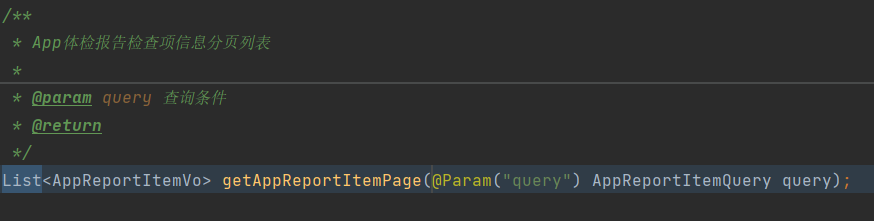 /**
* App体检报告检查项信息分页列表
*
* @param query 查询条件
* @return
*/
List<AppReportItemVo> getAppReportItemPage(@Param("query") AppReportItemQuery query);